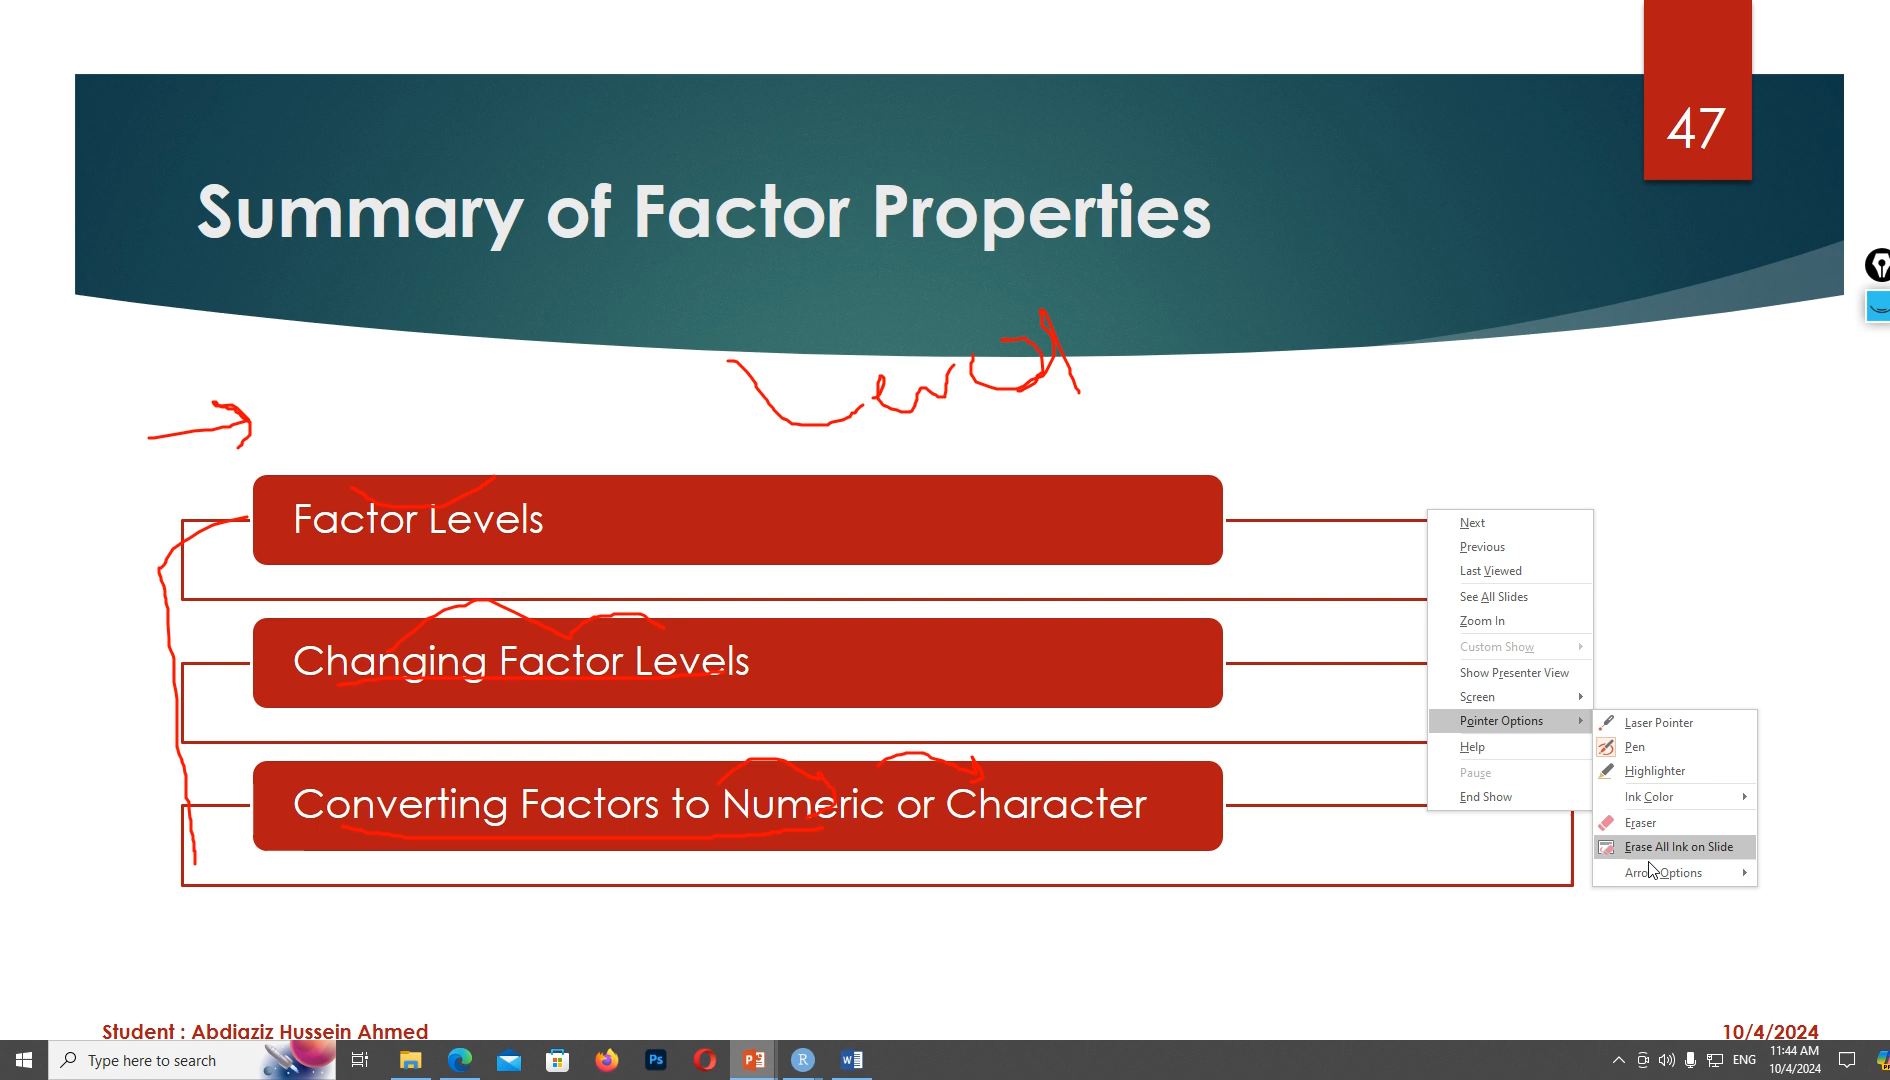 47
Summary of Factor Properties
Factor Levels
Changing Factor Levels
Converting Factors to Numeric or Character
Next
Previous
Last Viewed
See All Slides
Zoom In
Custom Show
Show Presenter View
Screen
Pointer Options
Help
Pause
End Show
Laser Pointer
Pen
Highlighter
Ink Color
Eraser
Erase All Ink on Slide
Arrow Options
Student : Abdiaziz Hussein Ahmed
10/4/2024
Type here to search
Ps
R
W
ENG
11:44 AM
10/4/2024